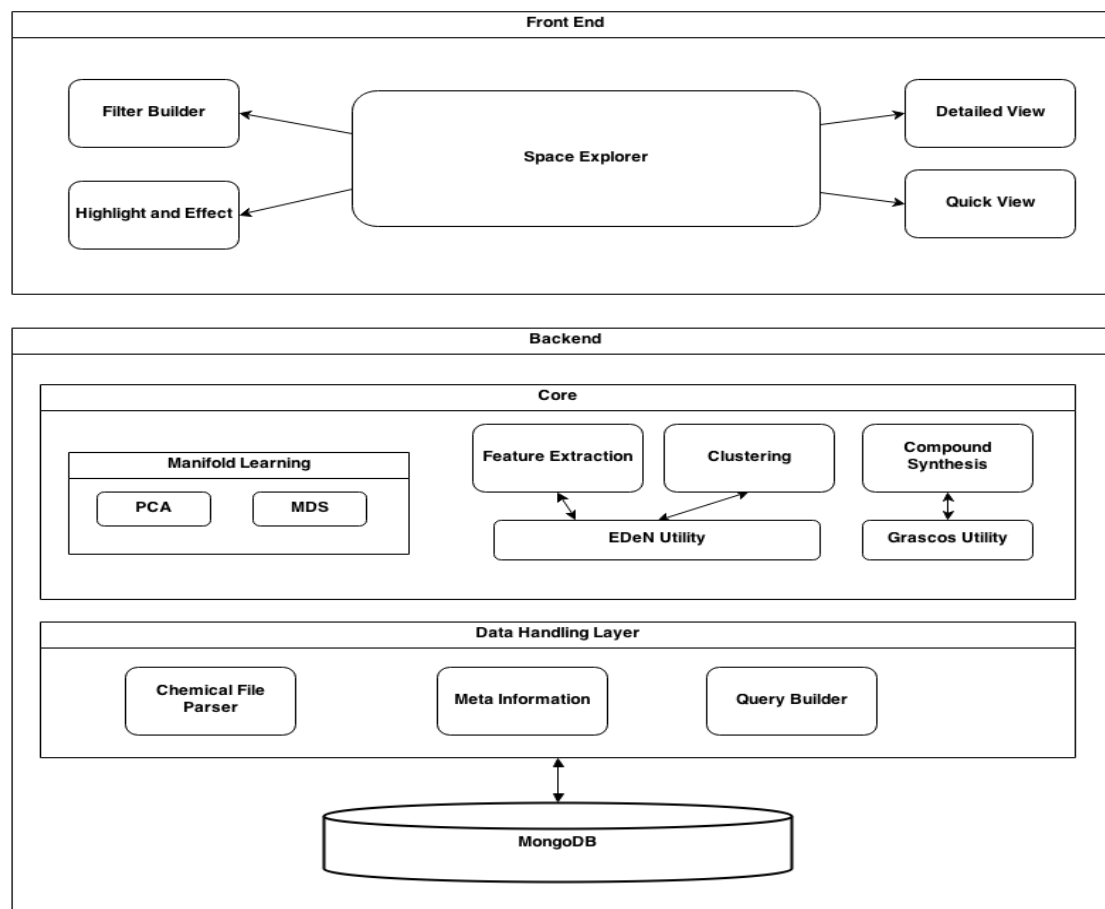 Front End
Filter Builder
Space Explorer
Detailed View
Highlight and Effect
Quick View
Backend
Core
Manifold Learning
PCA
MDS
Feature Extraction
Clustering
Compound
Synthesis
EDeN Utility
Grascos Utility
Data Handling Layer
Chemical File
Parser
Meta Information
Query Builder
MongoDB